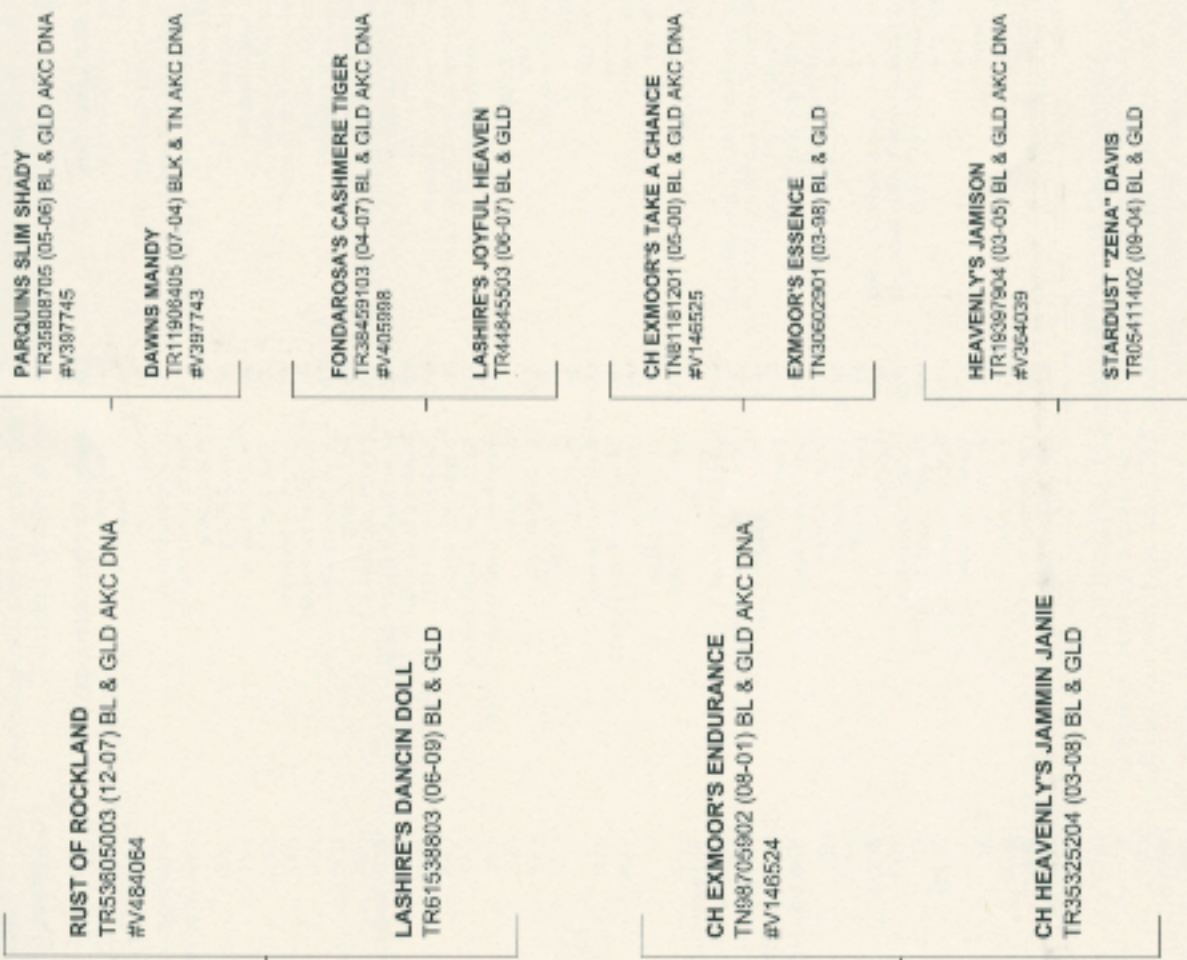 RUST OF ROCKLAND
TR53605003 (12-07) BL & GLD AKC DNA
#V484064
LASHIRE'S DANCIN DOLL
TR61538803 (06-09) BL & GLD
CH EXMOOR'S ENDURANCE
TN98705902 (08-01) BL & GLD AKC DNA
#V146524
CH HEAVENLY'S JAMMIN JANIE
TR35325204 (03-08) BL & GLD
PARQUINS SLIM SHADY
TR35808705 (05-06) BL & GLD AKC DNA
#V397745
DAWNS MANDY
TR11906405 (07-04) BLK & TN AKC DNA
#V397743
FONDAROSA'S CASHMERE TIGER
TR38459103 (04-07) BL & GLD AKC DNA
#V405998
LASHIRE'S JOYFUL HEAVEN
TR44845503 (06-07) BL & GLD
CH EXMOOR'S TAKE A CHANCE
TN81181201 (05-00) BL & GLD AKC DNA
#V146525
EXMOOR'S ESSENCE
TN30602901 (03-98) BL & GLD
HEAVENLY'S JAMISON
TR19397904 (03-05) BL & GLD AKC DNA
#V364039
STARDUST "ZENA" DAVIS
TR05411402 (09-04) BL & GLD